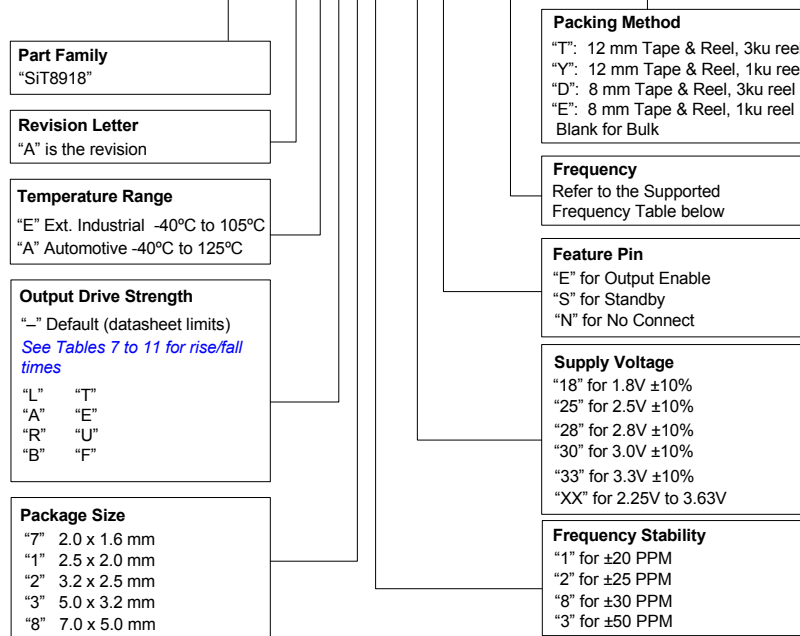 Part Family
“SiT8918”
Revision Letter
“A” is the revision
Temperature Range
“E” Ext. Industrial -40ºC to 105ºC
“A” Automotive -40ºC to 125ºC
Output Drive Strength
“–” Default (datasheet limits)
See Tables 7 to 11 for rise/fall
times
“L” “T”
“A” “E”
“R” “U”
“B” “F”
Package Size
“7” 2.0 x 1.6 mm
“1” 2.5 x 2.0 mm
“2” 3.2 x 2.5 mm
“3” 5.0 x 3.2 mm
“8” 7.0 x 5.0 mm
Packing Method
“T”: 12 mm Tape & Reel, 3ku reel
“Y”: 12 mm Tape & Reel, 1ku reel
“D”: 8 mm Tape & Reel, 3ku reel
“E”: 8 mm Tape & Reel, 1ku reel
Blank for Bulk
Frequency
Refer to the Supported
Frequency Table below
Feature Pin
“E” for Output Enable
“S” for Standby
“N” for No Connect
Supply Voltage
“18” for 1.8V ±10%
“25” for 2.5V ±10%
“28” for 2.8V ±10%
“30” for 3.0V ±10%
“33” for 3.3V ±10%
“XX” for 2.25V to 3.63V
Frequency Stability
“1” for ±20 PPM
“2” for ±25 PPM
“8” for ±30 PPM
“3” for ±50 PPM